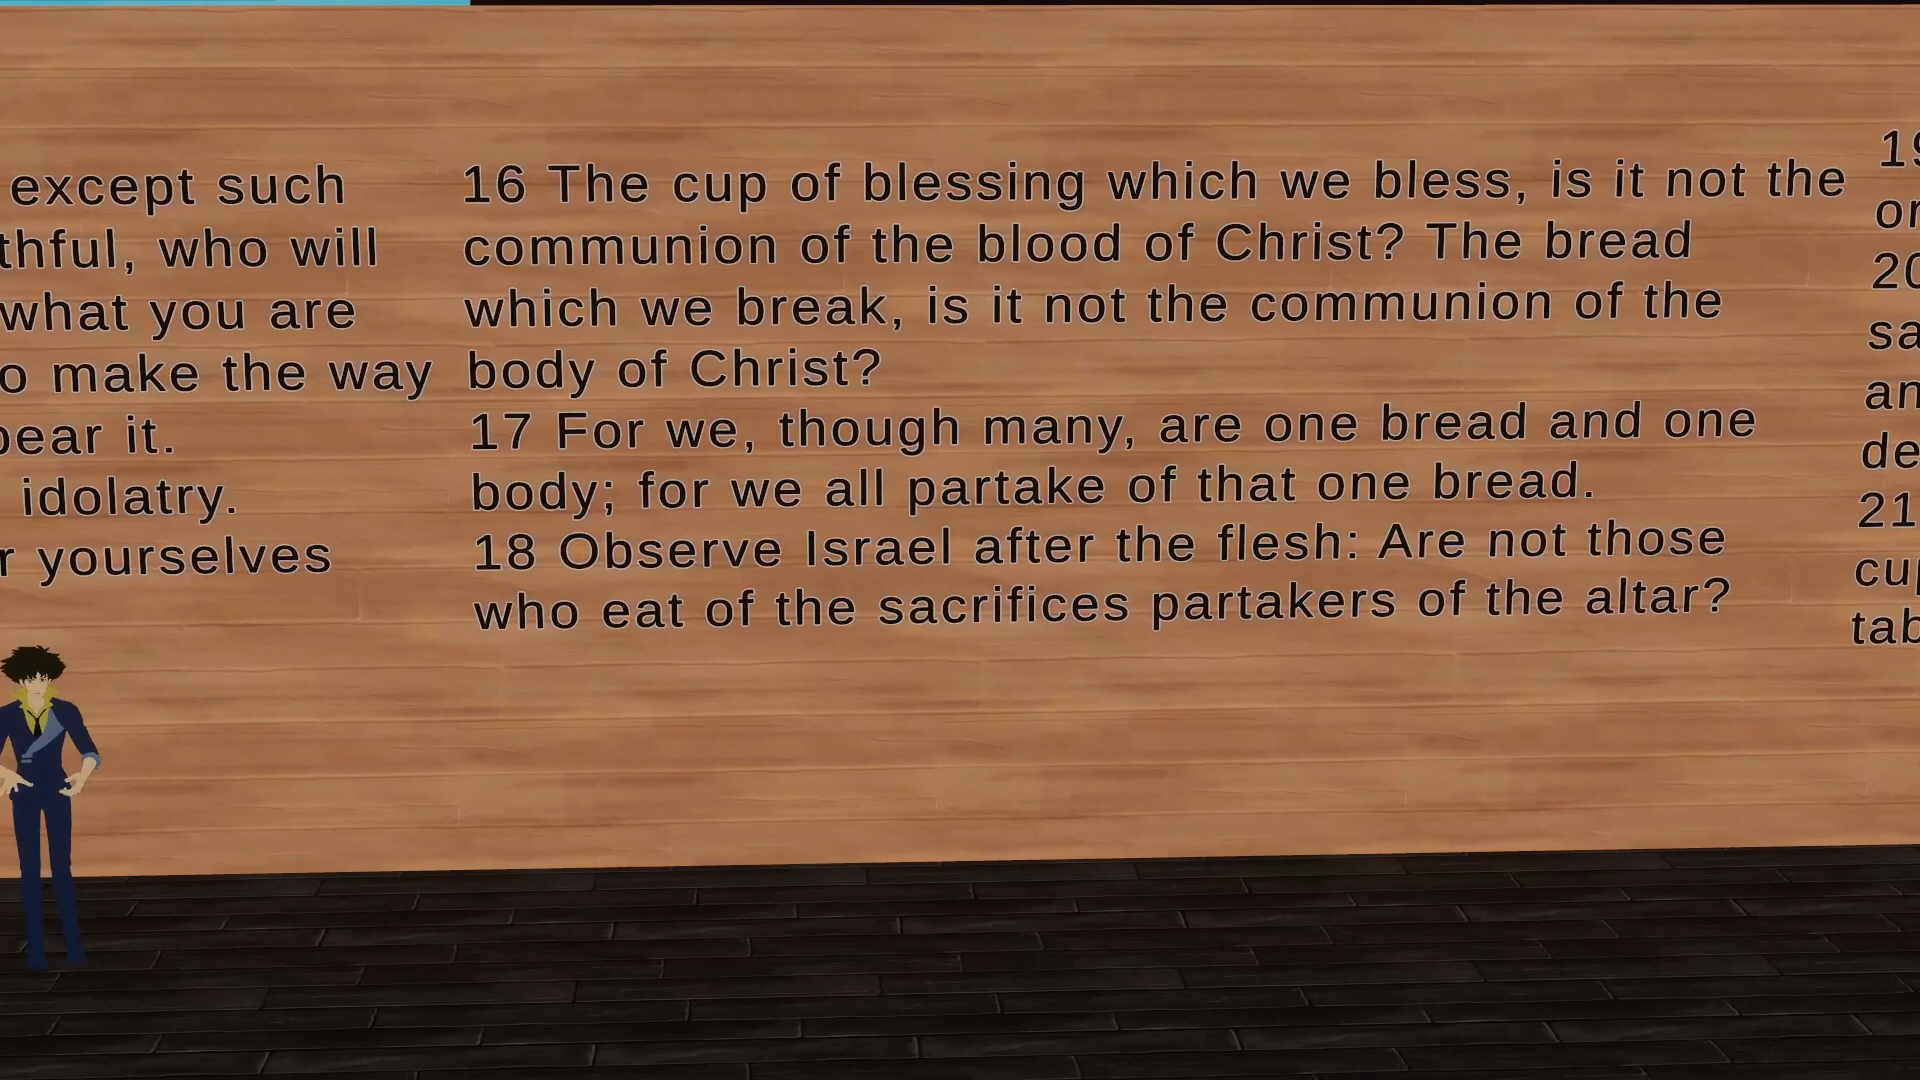 except such
who will
what you are
make the way
it.
idolatry.
yourselves
16 The cup of blessing which we bless, is it not the
communion of the blood of Christ? The bread
which we break, is it not the communion of the
body of Christ?
17 For we, though many, are one bread and one
body; for we all partake of that one bread.
18 Observe Israel after the flesh: Are not those
who eat of the sacrifices partakers of the altar?
21